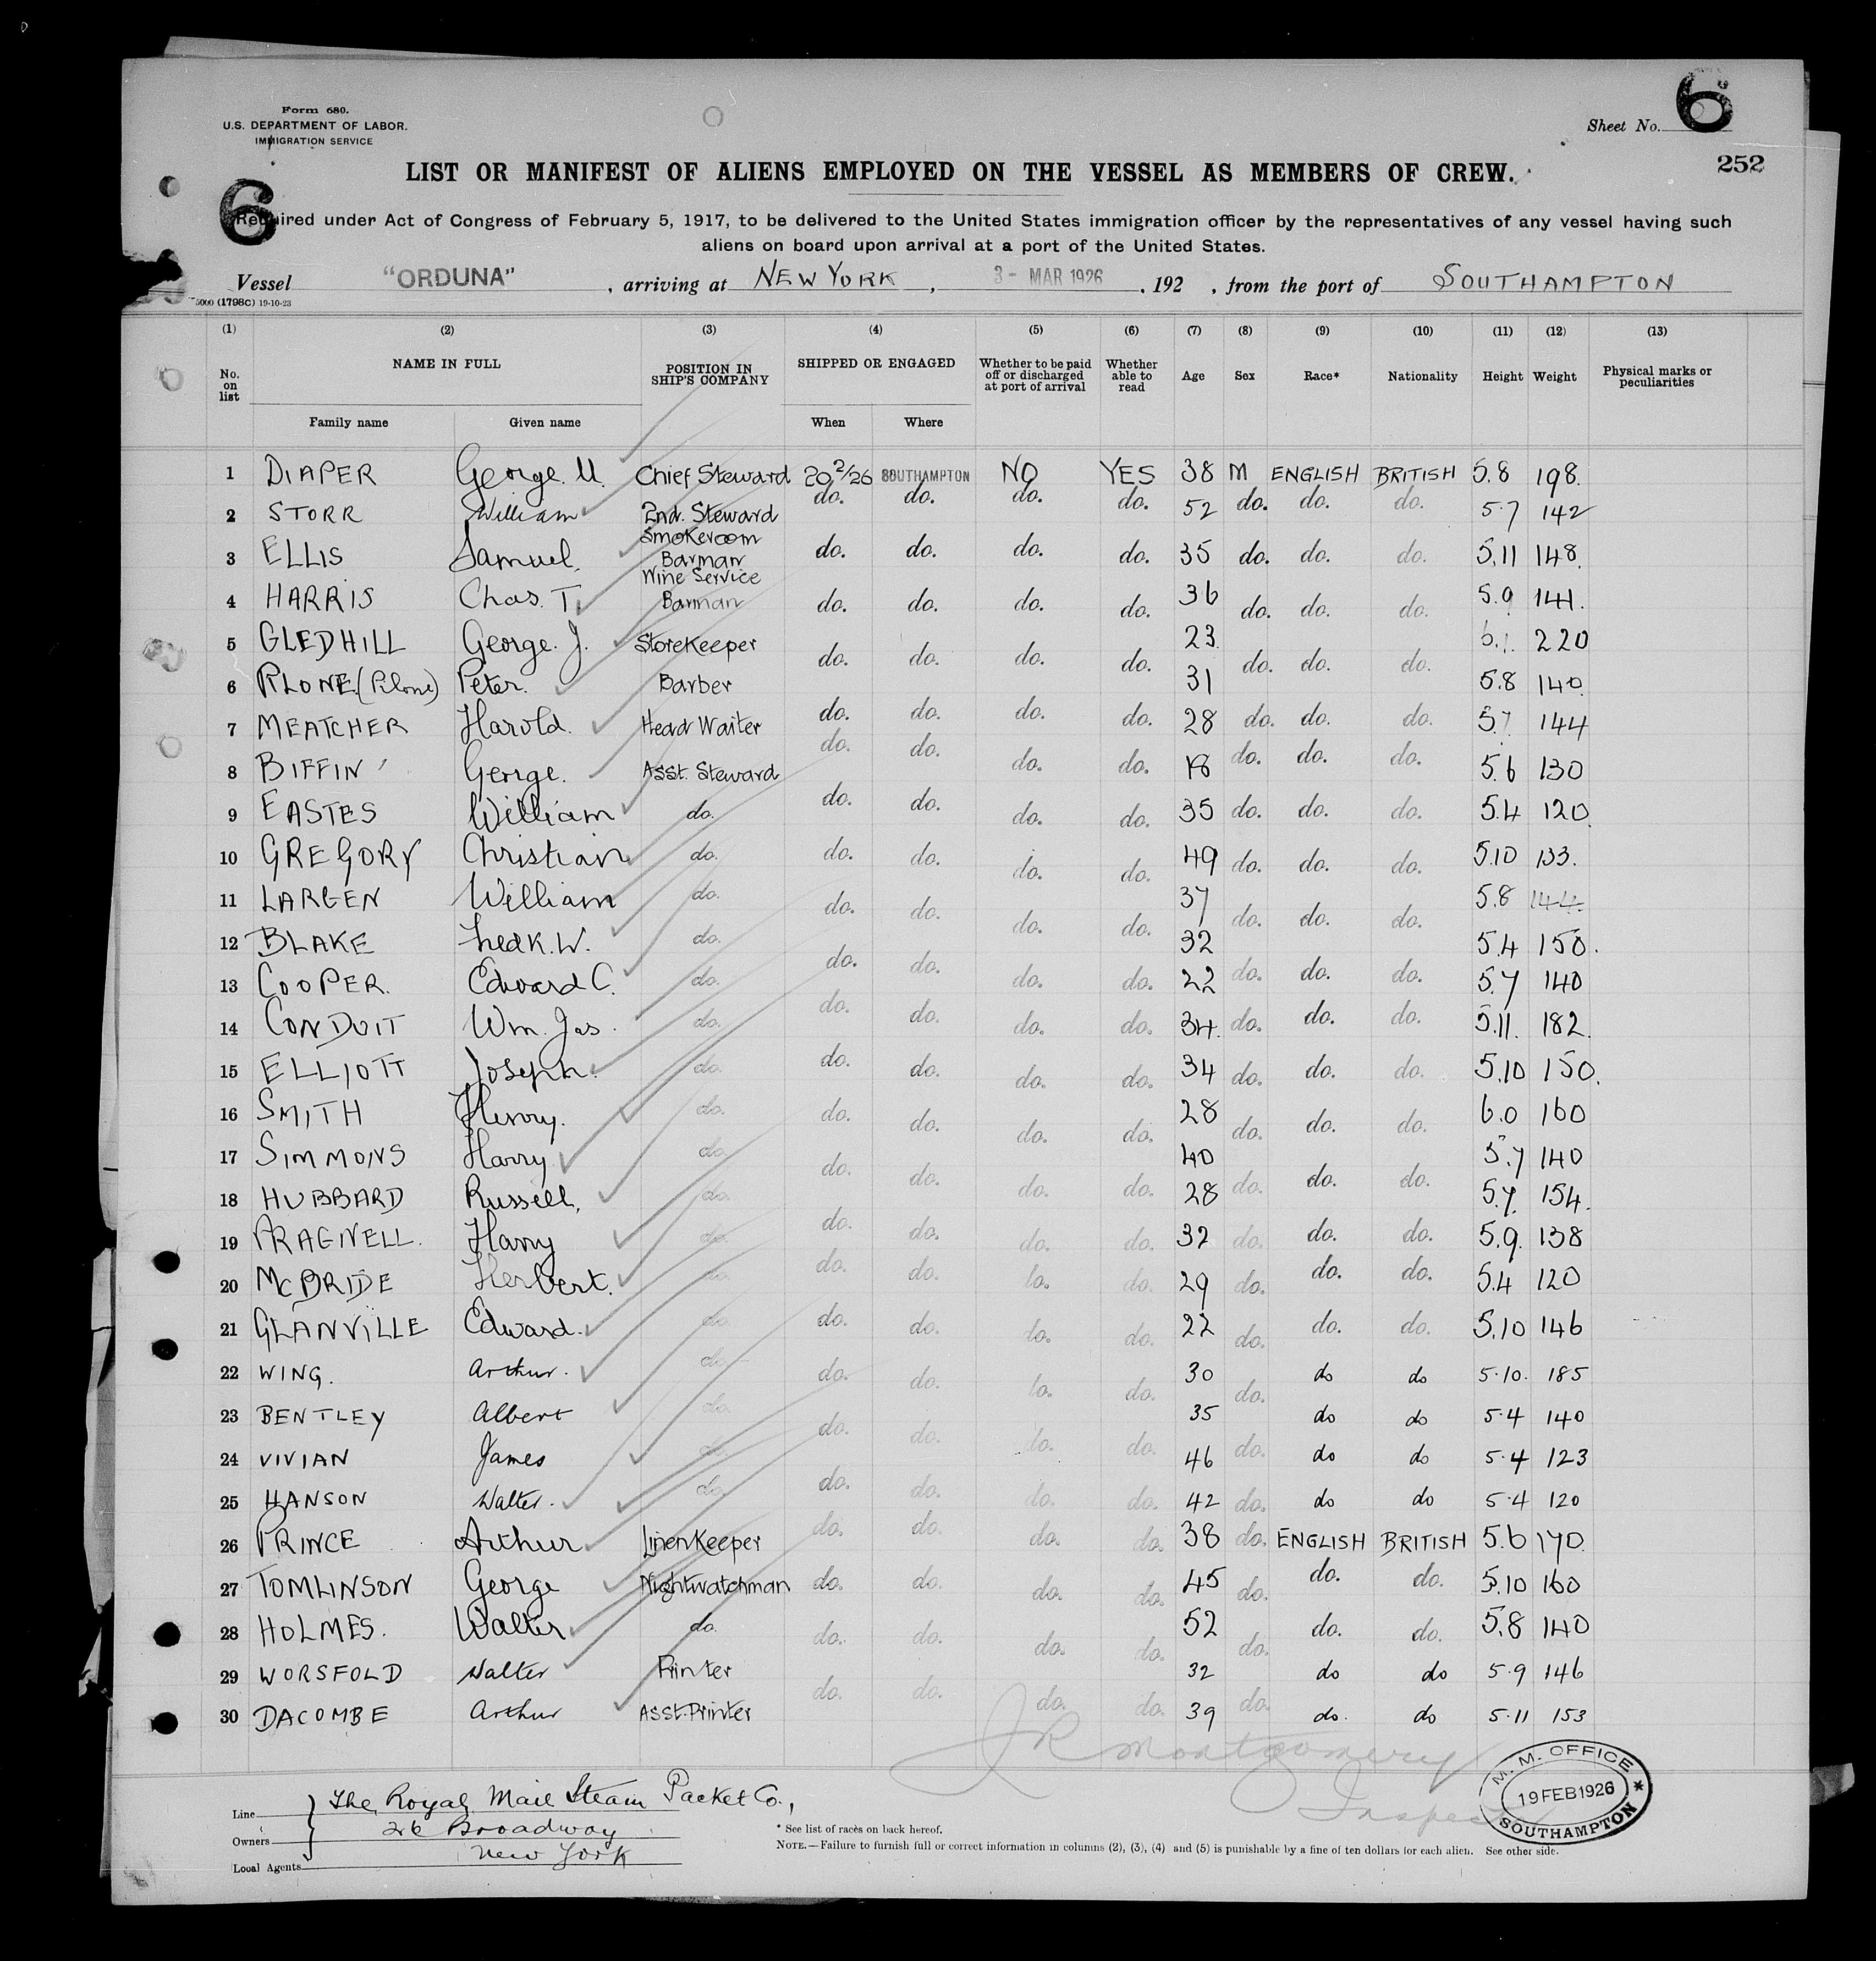 Form 680.
U.S. DEPARTMENT OF LABOR.
IMMIGRATION SERVICE
Sheet No. 6
252
LIST OR MANIFEST OF ALIENS EMPLOYED ON THE VESSEL AS MEMBERS OF CREW.
6
Required under Act of Congress of February 5, 1917, to be delivered to the United States immigration officer by the representatives of any vessel having such
aliens on board upon arrival at a port of the United States.
Vessel "ORDUNA", arriving at NEW YORK, 3- MAR 1926, 192 , from the port of SOUTHAMPTON
5000 (1798C) 19-10-23
(1) (2) (3) (4) (5) (6) (7) (8) (9) (10) (11) (12) (13)
No. on list NAME IN FULL POSITION IN SHIP'S COMPANY SHIPPED OR ENGAGED Whether to be paid off or discharged at port of arrival Whether able to read Age Sex Race* Nationality Height Weight Physical marks or peculiarities
Family name Given name When Where
1 DIAPER George. U. Chief Steward 20 2/26 SOUTHAMPTON NO YES 38 M ENGLISH BRITISH 5.8 198.
2 STORR William 2nd. Steward do. do. do. do. 52 do. do. do. 5.7 142
3 ELLIS Samuel. Smokeroom Barman do. do. do. do. 35 do. do. do. 5.11 148.
4 HARRIS Chas. T. Wine Service Barman do. do. do. do. 36 do. do. do. 5.9 141.
5 GLEDHILL George. J. Storekeeper do. do. do. do. 23. do. do. do. 6.1. 220
6 PLONE (Pilone) Peter. Barber 31 5.8 140.
7 MEATCHER Harold. Head Waiter do. do. do. do. 28 do. do. do. 5.7 144
8 BIFFIN George. Asst. Steward do. do. do. do. 18 do. do. do. 5.6 130
9 EASTES William do. do. do. do. do. 35 do. do. do. 5.4 120.
10 GREGORY Christian do. do. do. do. do. 49 do. do. do. 5.10 133.
11 LARGEN William do. do. do. do. do. 37 do. do. do. 5.8 144.
12 BLAKE Fredk. W. do. 32 5.4 150.
13 COOPER. Edward C. do. do. do. do. do. 22 do. do. do. 5.7 140
14 CONDUIT Wm. Jas. do. do. do. do. do. 34. do. do. do. 5.11. 182.
15 ELLIOTT Joseph. do. do. do. do. do. 34 do. do. do. 5.10 150.
16 SMITH Henry. do. do. do. do. do. 28 do. do. do. 6.0 160
17 SIMMONS Harry do. do. do. do. do. 40 do. do. do. 5.7 140
18 HUBBARD Russell. do. 28 5.7. 154.
19 PRAGNELL. Harry do. do. do. do. do. 32 do. do. do. 5.9. 138
20 McBRIDE Herbert. do. do. do. do. do. 29 do. do. do. 5.4 120
21 GLANVILLE Edward. do. do. do. do. do. 22 do. do. do. 5.10 146
22 WING. Arthur. do. do. do. do. do. 30 do. do do 5.10. 185
23 BENTLEY Albert do. do. do. do. do. 35 do do 5.4 140
24 VIVIAN James do. 46 do. do do 5.4 123
25 HANSON Walter. do. do. do. do. do. 42 do. do do 5.4 120
26 PRINCE Arthur Linenkeeper do. do. do. do. 38 do. ENGLISH BRITISH 5.6 170.
27 TOMLINSON George Nightwatchman do. do. do. do. 45 do. do. do. 5.10 160
28 HOLMES. Walter do. do. do. do. do. 52 do. do. do. 5.8 140
29 WORSFOLD Walter Printer 32 do do 5.9 146
30 DACOMBE Arthur Asst. Printer do. do. do. do. 39 do. do. do 5.11 153
JR Montgomery
Inspector
M. M. OFFICE
19 FEB 1926
SOUTHAMPTON *
Line
Owners
Local Agents
The Royal Mail Steam Packet Co.,
26 Broadway
New York
* See list of races on back hereof.
NOTE.—Failure to furnish full or correct information in columns (2), (3), (4) and (5) is punishable by a fine of ten dollars for each alien. See other side.